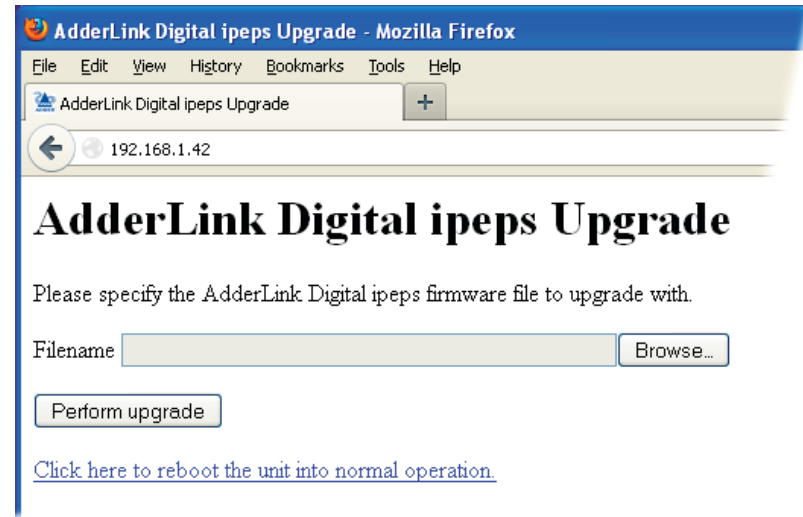 AdderLink Digital ipeps Upgrade - Mozilla Firefox
File Edit View History Bookmarks Tools Help
AdderLink Digital ipeps Upgrade +
192.168.1.42
AdderLink Digital ipeps Upgrade
Please specify the AdderLink Digital ipeps firmware file to upgrade with.
Filename Browse...
Perform upgrade
Click here to reboot the unit into normal operation.